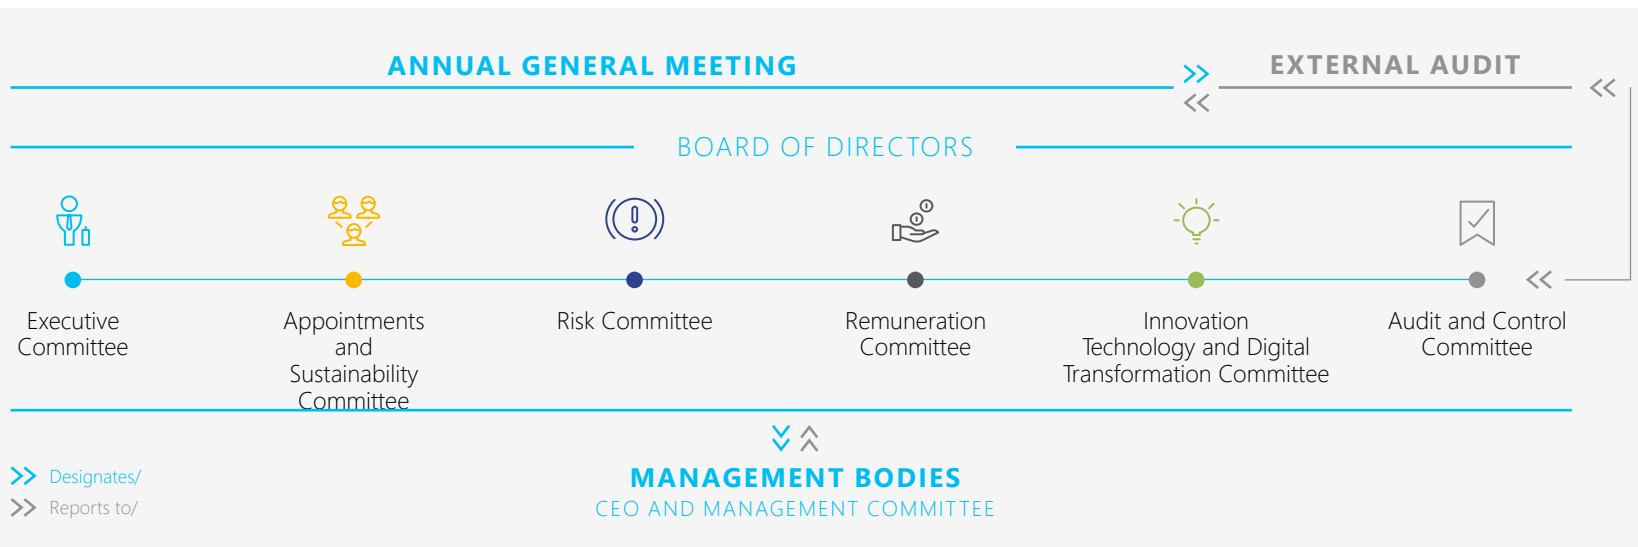 ANNUAL GENERAL MEETING
EXTERNAL AUDIT
BOARD OF DIRECTORS
Executive
Committee
Appointments
and
Sustainability
Committee
Risk Committee
Remuneration
Committee
Innovation
Technology and Digital
Transformation Committee
Audit and Control
Committee
Designates/
Reports to/
MANAGEMENT BODIES
CEO AND MANAGEMENT COMMITTEE